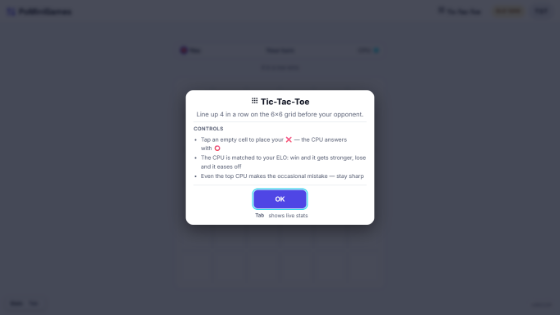 Tic-Tac-Toe
Line up 4 in a row on the 6×6 grid before your opponent.
CONTROLS
• Tap an empty cell to place your ❌ — the CPU answers
with ⭕
• The CPU is matched to your ELO: win and it gets stronger, lose
and it eases off
• Even the top CPU makes the occasional mistake — stay sharp
OK
Tab shows live stats